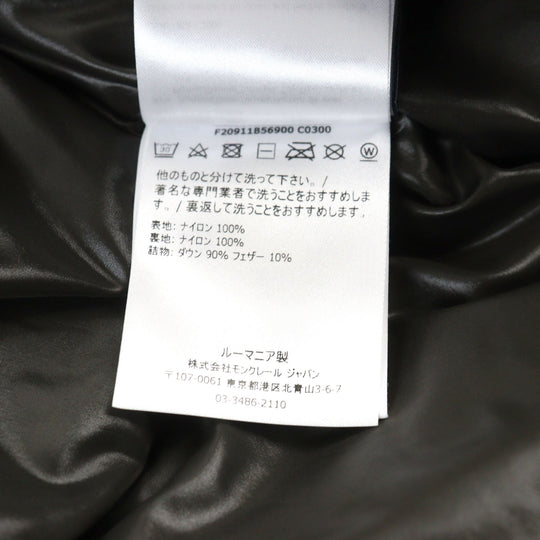 F20911B56900 C0300
他のものと分けて洗って下さい。/
著名な専門業者で洗うことをおすすめしま
す。/ 裏返して洗うことをおすすめします。
表地: ナイロン 100%
裏地: ナイロン 100%
詰物: ダウン 90% フェザー 10%
ルーマニア製
株式会社モンクレール ジャパン
〒107-0061 東京都港区北青山3-6-7
03-3486-2110